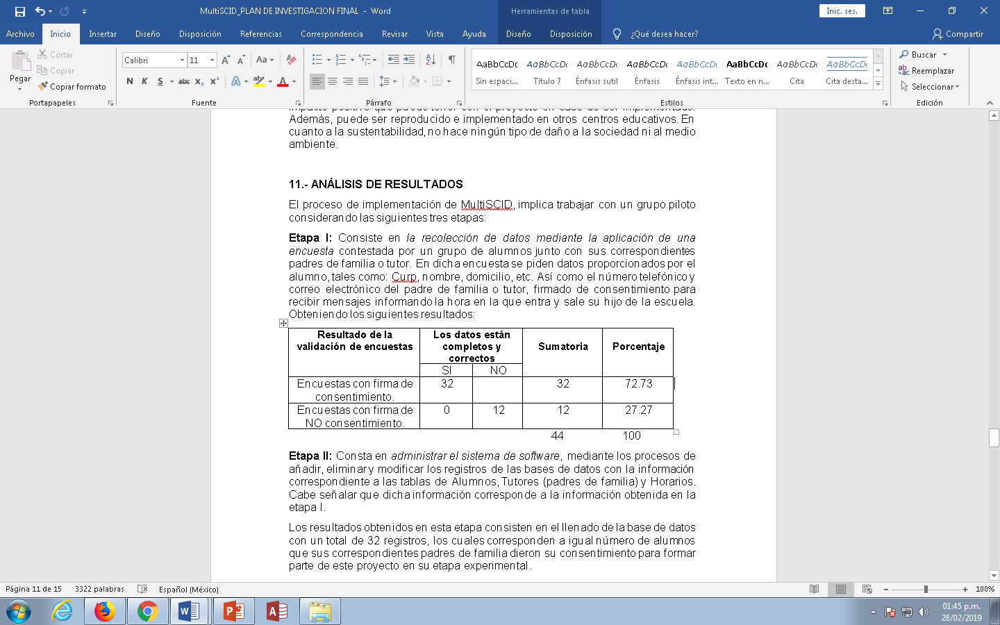 MultiSCID_PLAN DE INVESTIGACION FINAL - Word
Herramientas de tabla
Inic. ses.
Archivo Inicio Insertar Diseño Disposición Referencias Correspondencia Revisar Vista Ayuda Diseño Disposición ¿Qué desea hacer? Compartir
Pegar
Cortar
Copiar
Copiar formato
Portapapeles
Calibri 11
N K S abc x₂ x²
Fuente
Párrafo
AaBbCcDc AaBbCcDc AaBbCcDc AaBbCcDc AaBbCcDc AaBbCcDc AaBbCcDc AaBbCcDc
Sin espaci... Título 7 Énfasis sutil Énfasis Énfasis int... Texto en n... Cita Cita desta...
Estilos
Buscar
Reemplazar
Seleccionar
Edición
impacto positivo que puede tener con el proyecto en caso de ser implementado.
Además, puede ser reproducido e implementado en otros centros educativos. En
cuanto a la sustentabilidad, no hace ningún tipo de daño a la sociedad ni al medio
ambiente.
11.- ANÁLISIS DE RESULTADOS
El proceso de implementación de MultiSCID, implica trabajar con un grupo piloto
considerando las siguientes tres etapas:
Etapa I: Consiste en la recolección de datos mediante la aplicación de una
encuesta contestada por un grupo de alumnos junto con sus correspondientes
padres de familia o tutor. En dicha encuesta se piden datos proporcionados por el
alumno, tales como: Curp, nombre, domicilio, etc. Así como el número telefónico y
correo electrónico del padre de familia o tutor, firmado de consentimiento para
recibir mensajes informando la hora en la que entra y sale su hijo de la escuela.
Obteniendo los siguientes resultados:
Resultado de la
validación de encuestas
Los datos están
completos y
correctos
Sumatoria
Porcentaje
SI NO
Encuestas con firma de
consentimiento.
32 32 72.73
Encuestas con firma de
NO consentimiento.
0 12 12 27.27
44 100
Etapa II: Consta en administrar el sistema de software, mediante los procesos de
añadir, eliminar y modificar los registros de las bases de datos con la información
correspondiente a las tablas de Alumnos, Tutores (padres de familia) y Horarios.
Cabe señalar que dicha información corresponde a la información obtenida en la
etapa I.
Los resultados obtenidos en esta etapa consisten en el llenado de la base de datos
con un total de 32 registros, los cuales corresponden a igual número de alumnos
que sus correspondientes padres de familia dieron su consentimiento para formar
parte de este proyecto en su etapa experimental.
Página 11 de 15 3322 palabras Español (México) 100%
01:45 p.m.
28/02/2019